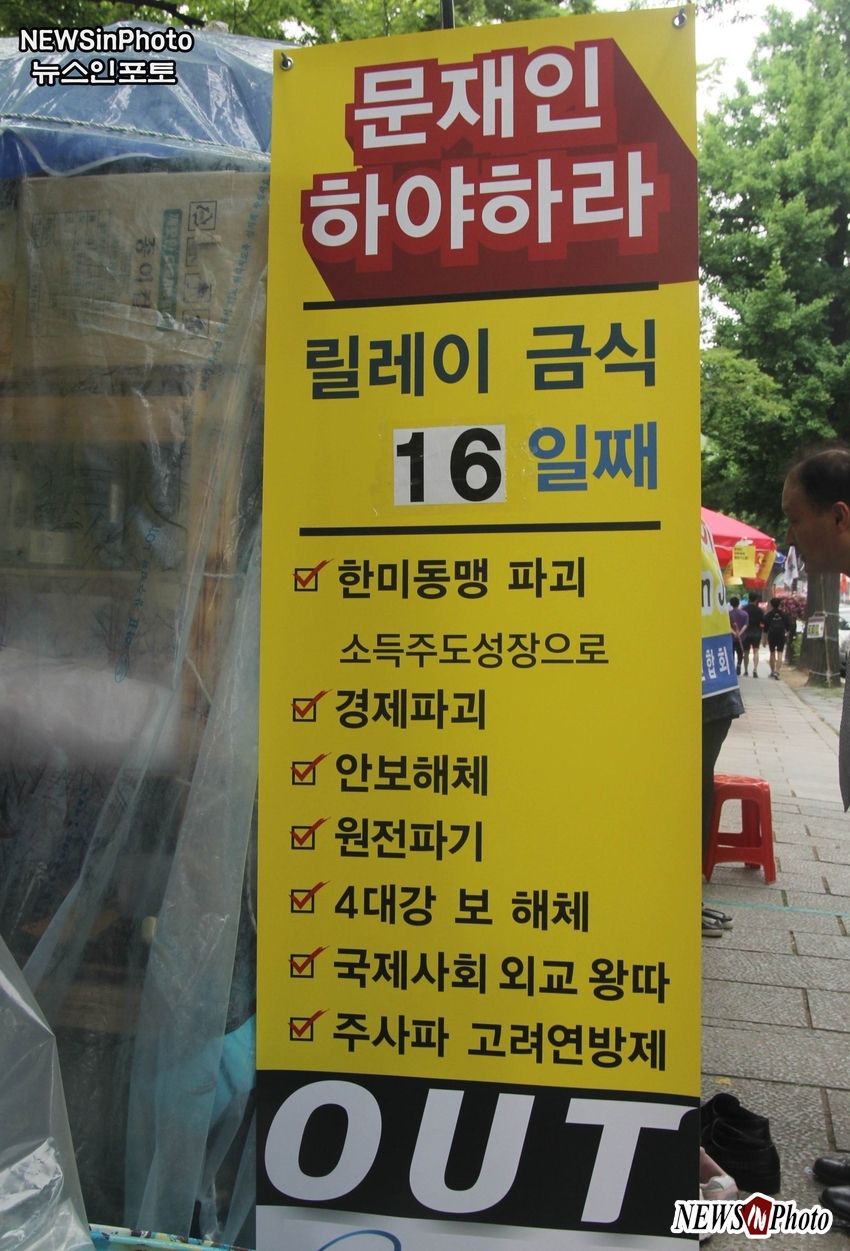 NEWSinPhoto
뉴스인포토
문재인
하야하라
릴레이 금식
16 일째
한미동맹 파괴
소득주도성장으로
경제파괴
안보해체
원전파기
4대강 보 해체
국제사회 외교 왕따
주사파 고려연방제
OUT
NEWS iN Photo